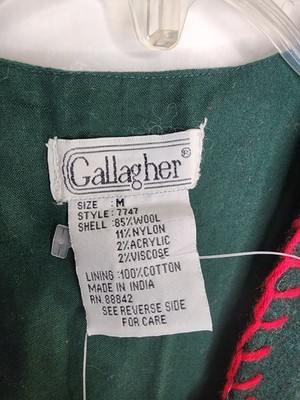 Gallagher®
SIZE : M
STYLE : 7747
SHELL : 85%WOOL
11%NYLON
2%ACRYLIC
2%VISCOSE
LINING :100%COTTON
MADE IN INDIA
RN. 88842
SEE REVERSE SIDE
FOR CARE